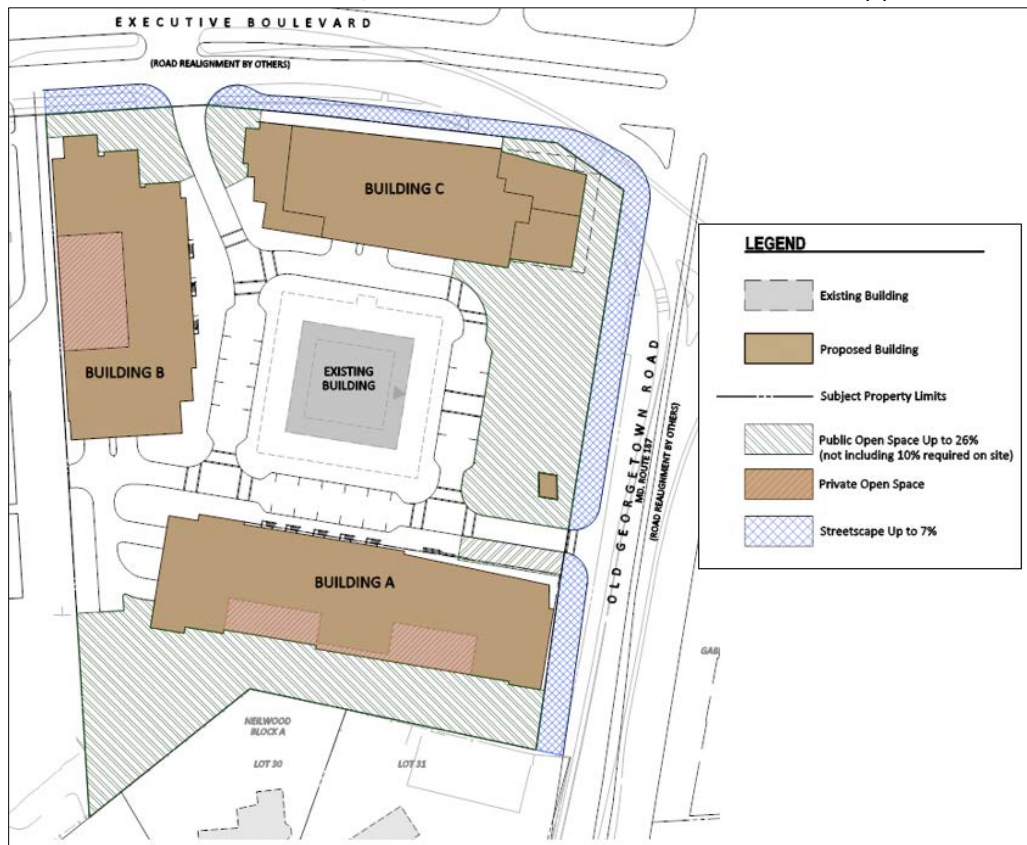 EXECUTIVE BOULEVARD
(ROAD REALIGNMENT BY OTHERS)
BUILDING C
BUILDING B
EXISTING
BUILDING
BUILDING A
OLD GEORGETOWN ROAD
MD. ROUTE 187
(ROAD REALIGNMENT BY OTHERS)
NEILWOOD
BLOCK A
LOT 30
LOT 31
LEGEND
Existing Building
Proposed Building
Subject Property Limits
Public Open Space Up to 26%
(not including 10% required on site)
Private Open Space
Streetscape Up to 7%